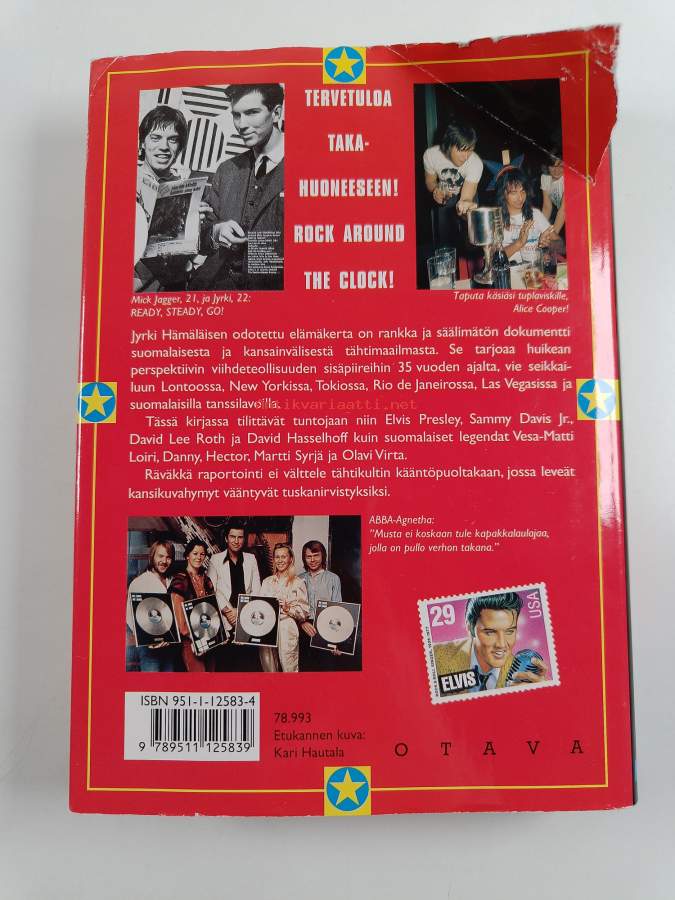 TERVETULOA
TAKA-
HUONEESEEN!
ROCK AROUND
THE CLOCK!
Mick Jagger, 21, ja Jyrki, 22:
READY, STEADY, GO!
Taputa käsiäsi tuplaviskille,
Alice Cooper!
Jyrki Hämäläisen odotettu elämäkerta on rankka ja säälimätön dokumentti
suomalaisesta ja kansainvälisestä tähtimaailmasta. Se tarjoaa huikean
perspektiivin viihdeteollisuuden sisäpiireihin 35 vuoden ajalta, vie seikkai-
luun Lontoossa, New Yorkissa, Tokiossa, Rio de Janeirossa, Las Vegasissa ja
suomalaisilla tanssilavoilla.
antikvariaatti.net
Tässä kirjassa tilittävät tuntojaan niin Elvis Presley, Sammy Davis Jr.,
David Lee Roth ja David Hasselhoff kuin suomalaiset legendat Vesa-Matti
Loiri, Danny, Hector, Martti Syrjä ja Olavi Virta.
Räväkkä raportointi ei välttele tähtikultin kääntöpuoltakaan, jossa leveät
kansikuvahymyt vääntyvät tuskanirvistyksiksi.
ABBA-Agnetha:
"Musta ei koskaan tule kapakkalaulajaa,
jolla on pullo verhon takana."
29
USA
ELVIS
ISBN 951-1-12583-4
9 789511 125839
78.993
Etukannen kuva:
Kari Hautala
OTAVA